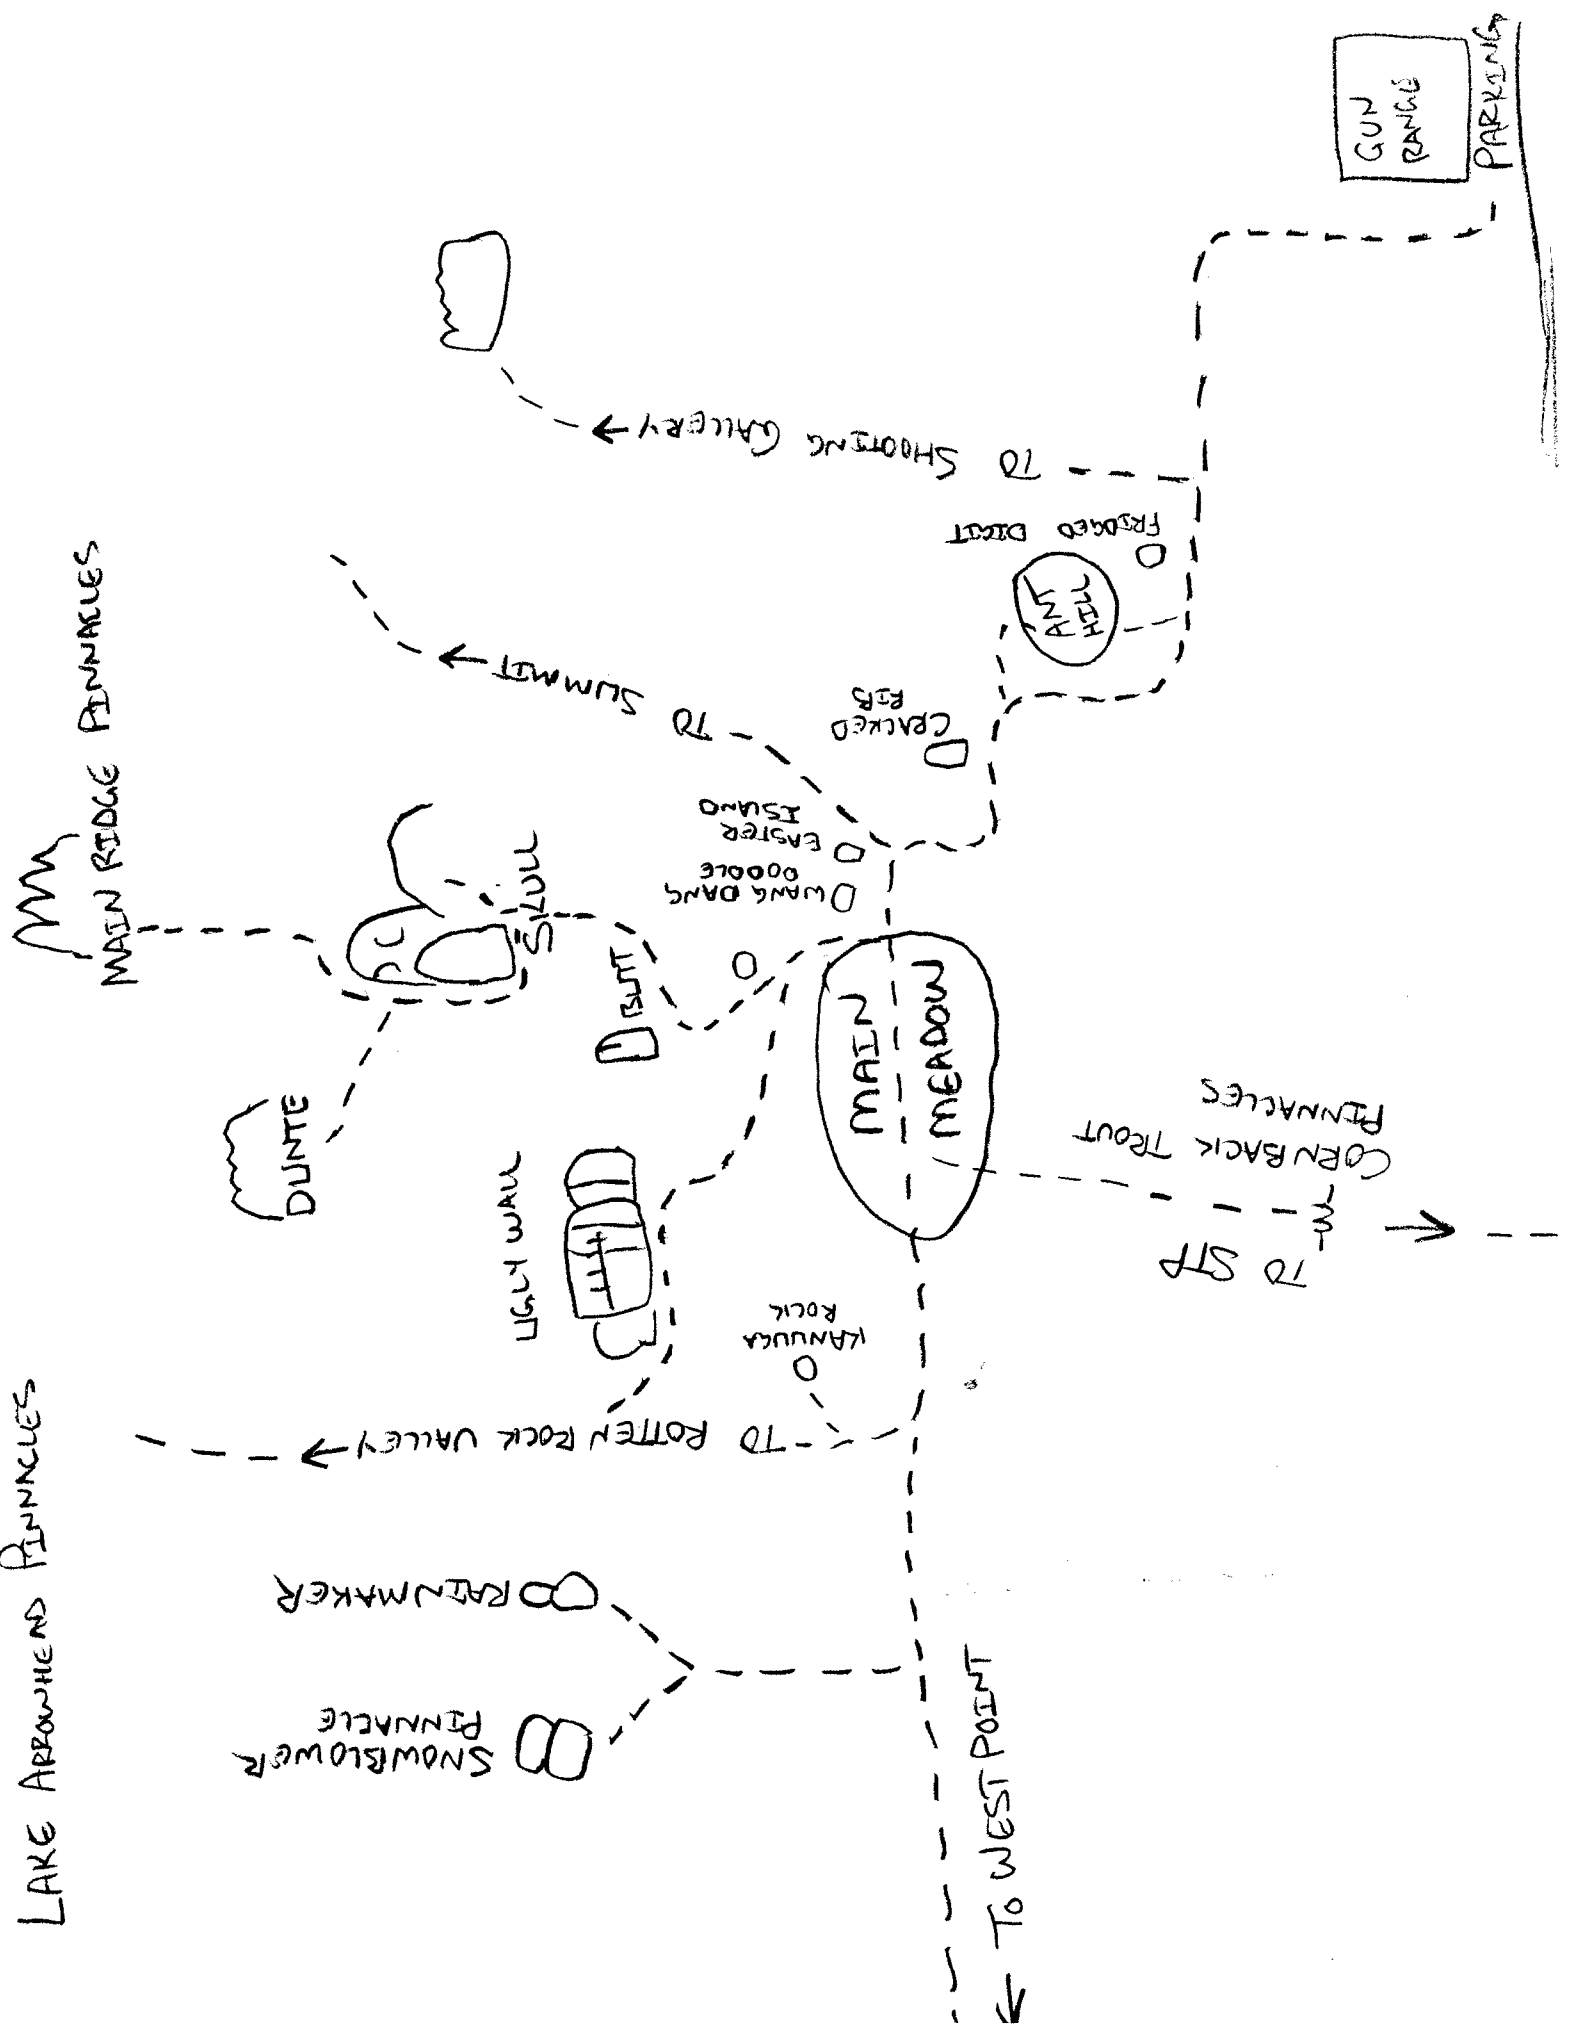 LAKE ARROWHEAD PINNACLES
MAIN RIDGE PINNACLES
GUN
RANGE
PARKING
TO SHOOTING GALLERY
FRIDGED DIGIT
ANT
HILL
CRACKED
RIB
TO SUMMIT
EASTER
ISLAND
WANG DANG
DOODLE
SKULL
BUTT
DUNTE
UGLY WALL
MAIN
MEADOW
CORNBACK TROUT
PINNACLES
TO STP
KANUUGA
ROCK
TO ROTTEN ROCK VALLEY
RAINMAKER
SNOWBLOWER
PINNACLE
TO WEST POINT